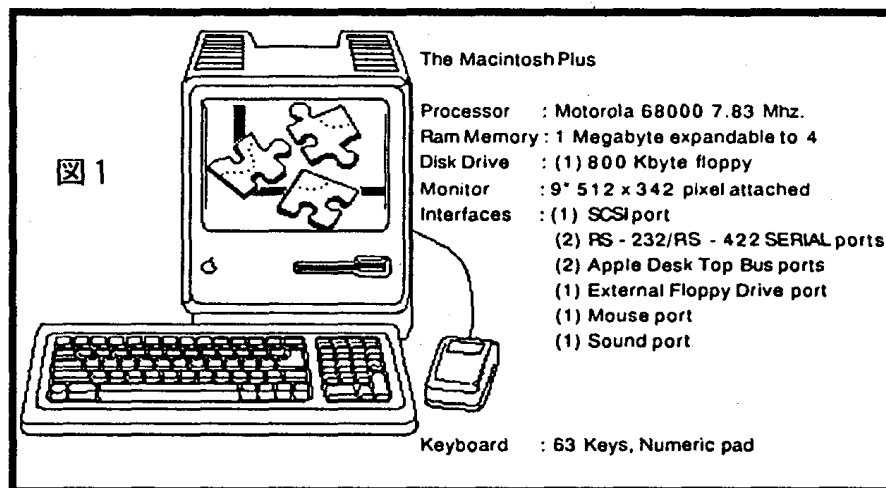 図1
The Macintosh Plus
Processor : Motorola 68000 7.83 Mhz.
Ram Memory : 1 Megabyte expandable to 4
Disk Drive : (1) 800 Kbyte floppy
Monitor : 9" 512 x 342 pixel attached
Interfaces : (1) SCSI port
(2) RS - 232/RS - 422 SERIAL ports
(2) Apple Desk Top Bus ports
(1) External Floppy Drive port
(1) Mouse port
(1) Sound port
Keyboard : 63 Keys, Numeric pad